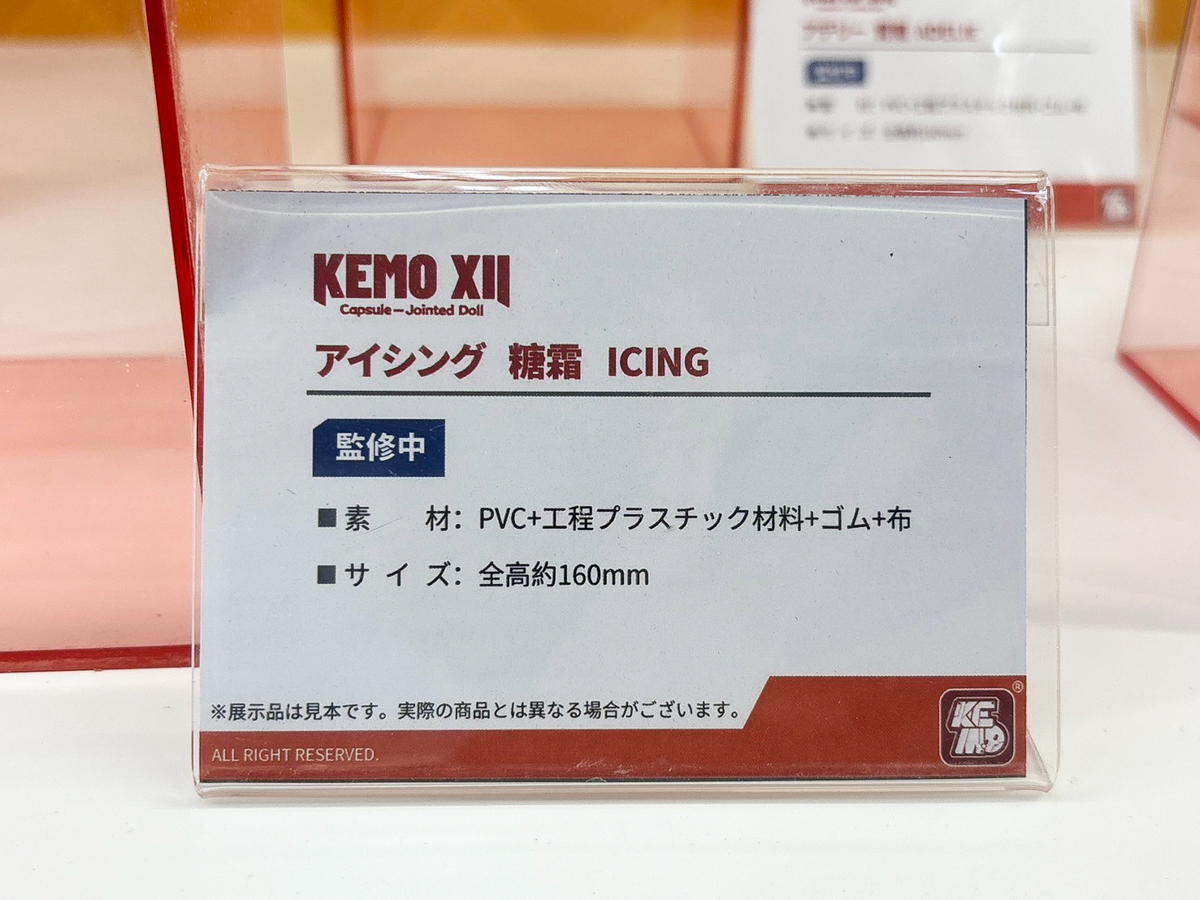 KEMO XII
Capsule—Jointed Doll
アイシング 糖霜 ICING
監修中
■素　　材：PVC+工程プラスチック材料+ゴム+布
■サ イ ズ：全高約160mm
※展示品は見本です。実際の商品とは異なる場合がございます。
ALL RIGHT RESERVED.
KEMO®